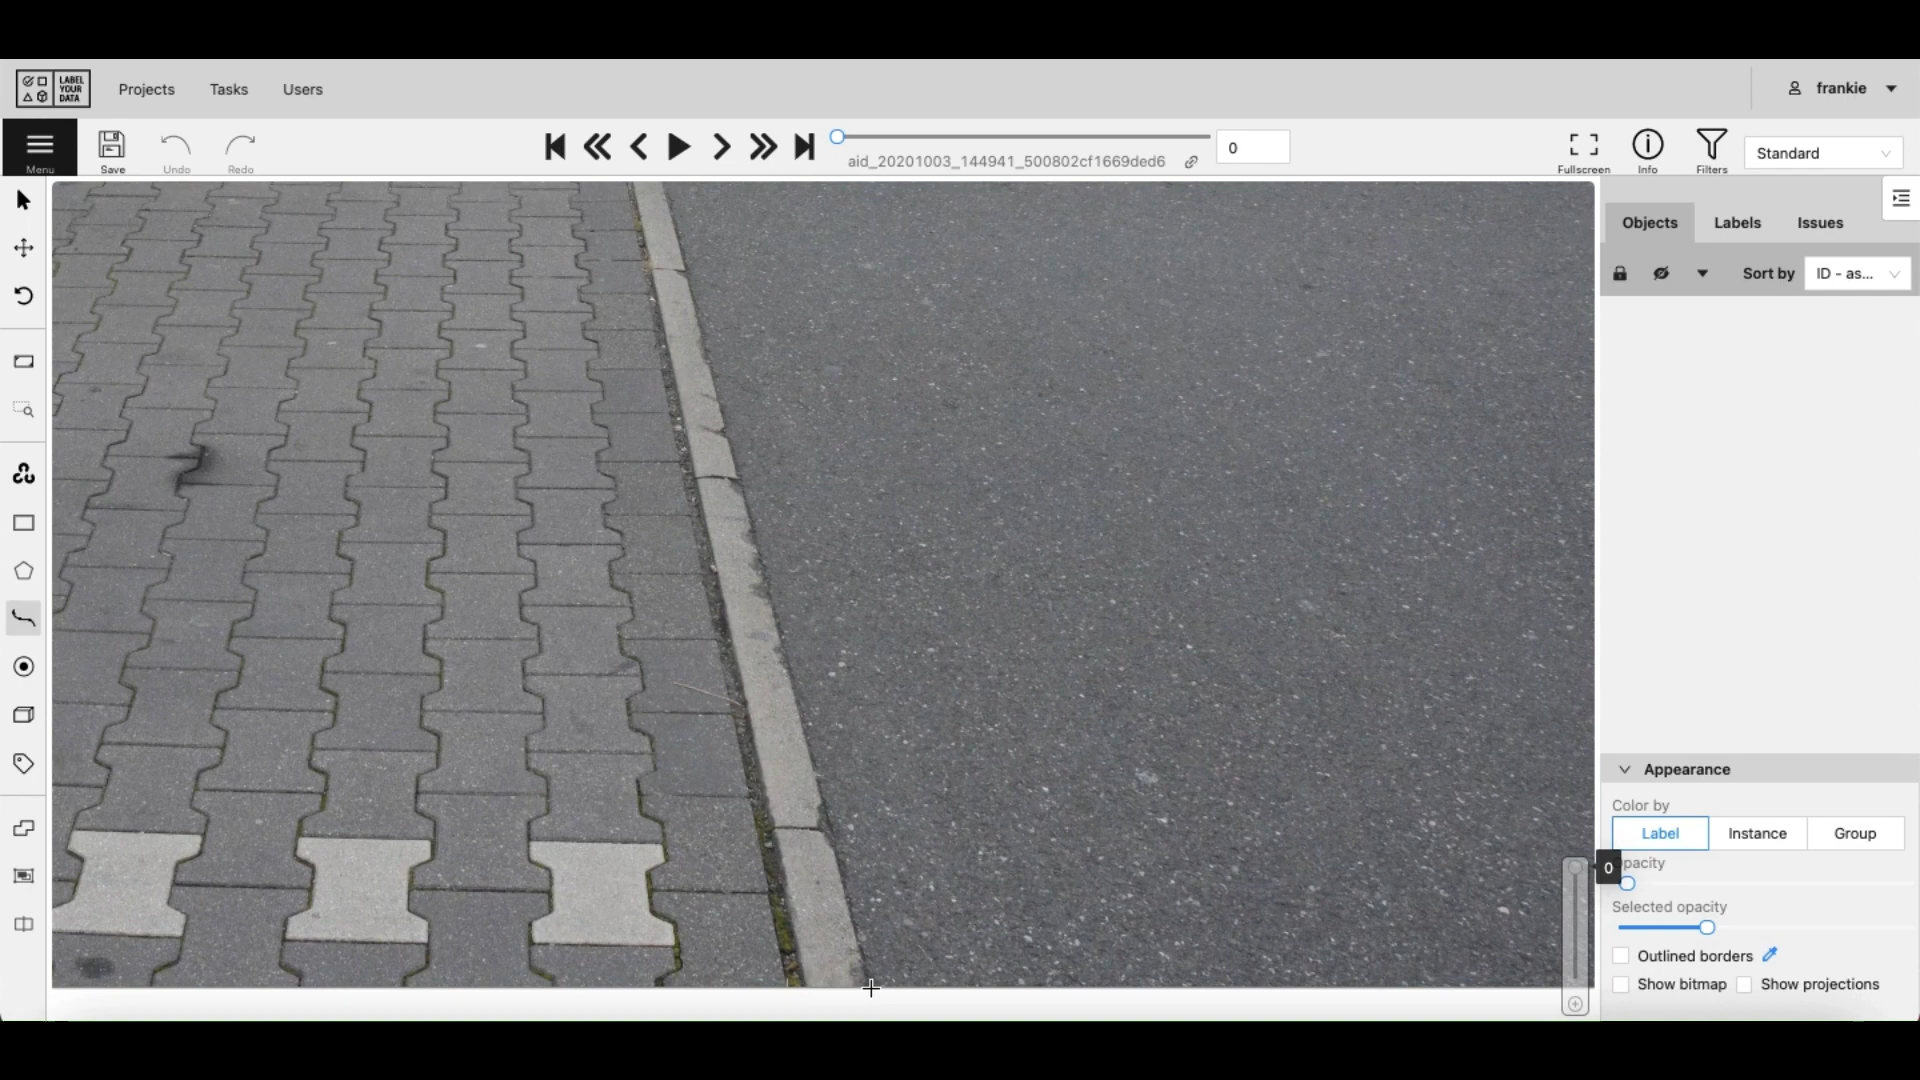 LABEL
YOUR
DATA
Projects
Tasks
Users
frankie
Menu
Save
Undo
Redo
aid_20201003_144941_500802cf1669ded6
0
Fullscreen
Info
Filters
Standard
Objects
Labels
Issues
Sort by
ID - as...
Appearance
Color by
Label
Instance
Group
0
pacity
Selected opacity
Outlined borders
Show bitmap
Show projections